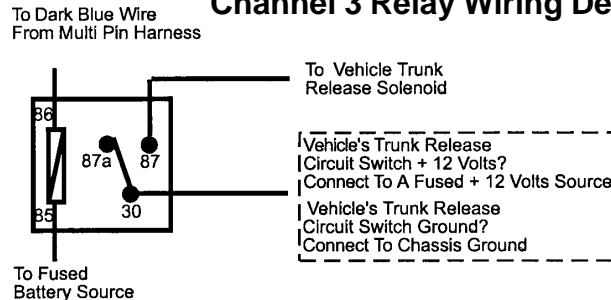 Channel 3 Relay Wiring De
To Dark Blue Wire
From Multi Pin Harness
To Vehicle Trunk
Release Solenoid
86
87a
87
30
85
Vehicle's Trunk Release
Circuit Switch + 12 Volts?
Connect To A Fused + 12 Volts Source
Vehicle's Trunk Release
Circuit Switch Ground?
Connect To Chassis Ground
To Fused
Battery Source